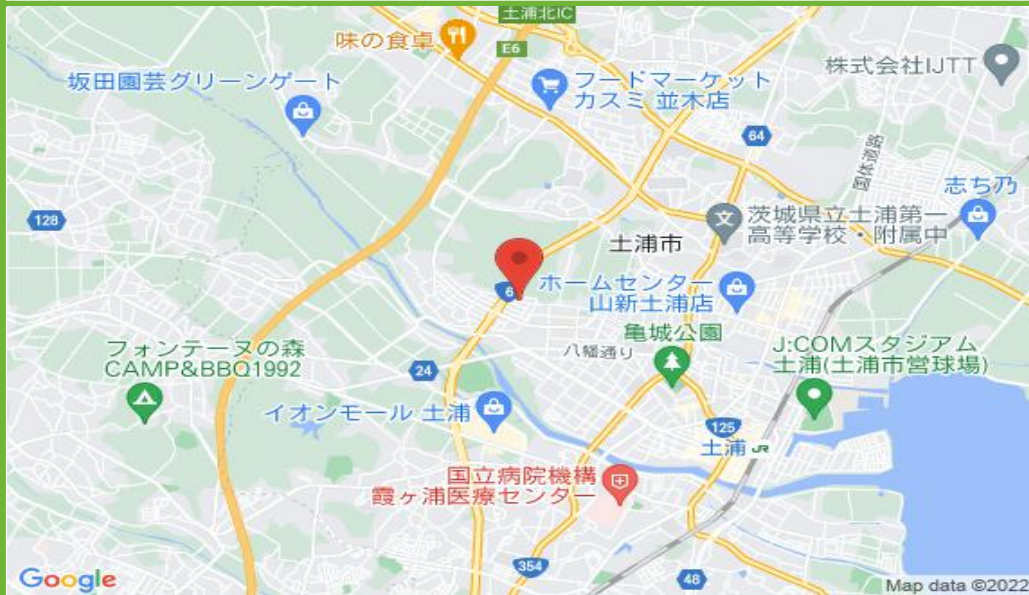 土浦北IC
味の食卓
E6
坂田園芸グリーンゲート
フードマーケット
カスミ 並木店
株式会社IJTT
64
国体道路
志ち乃
128
茨城県立土浦第一
高等学校・附属中
土浦市
6
ホームセンター
山新土浦店
八幡通り
亀城公園
フォンテーヌの森
CAMP&BBQ1992
24
J:COMスタジアム
土浦(土浦市営球場)
イオンモール 土浦
125
土浦 JR
国立病院機構
霞ヶ浦医療センター
354
48
Google
Map data ©2022